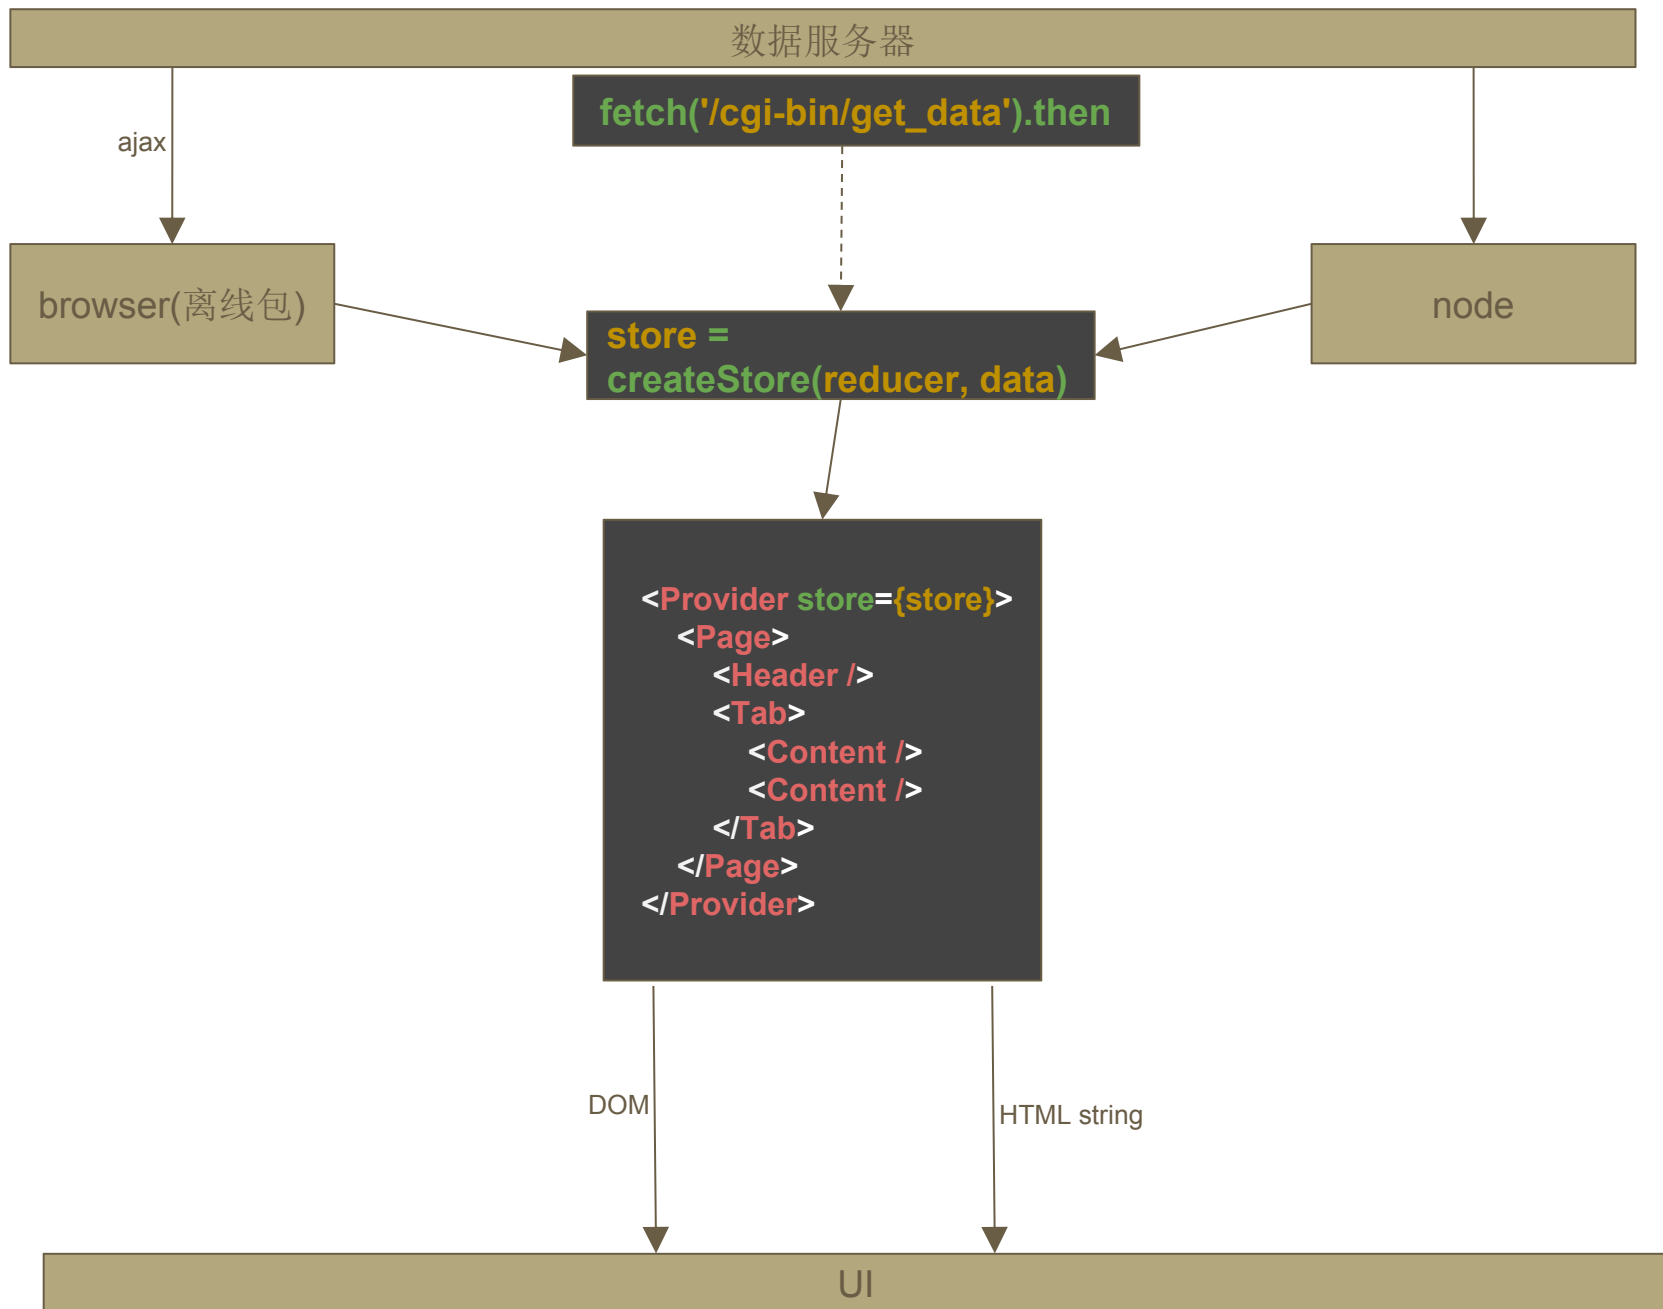 数据服务器
fetch('/cgi-bin/get_data').then
ajax
browser(离线包)
node
store =
createStore(reducer, data)
<Provider store={store}>
<Page>
<Header />
<Tab>
<Content />
<Content />
</Tab>
</Page>
</Provider>
DOM
HTML string
UI